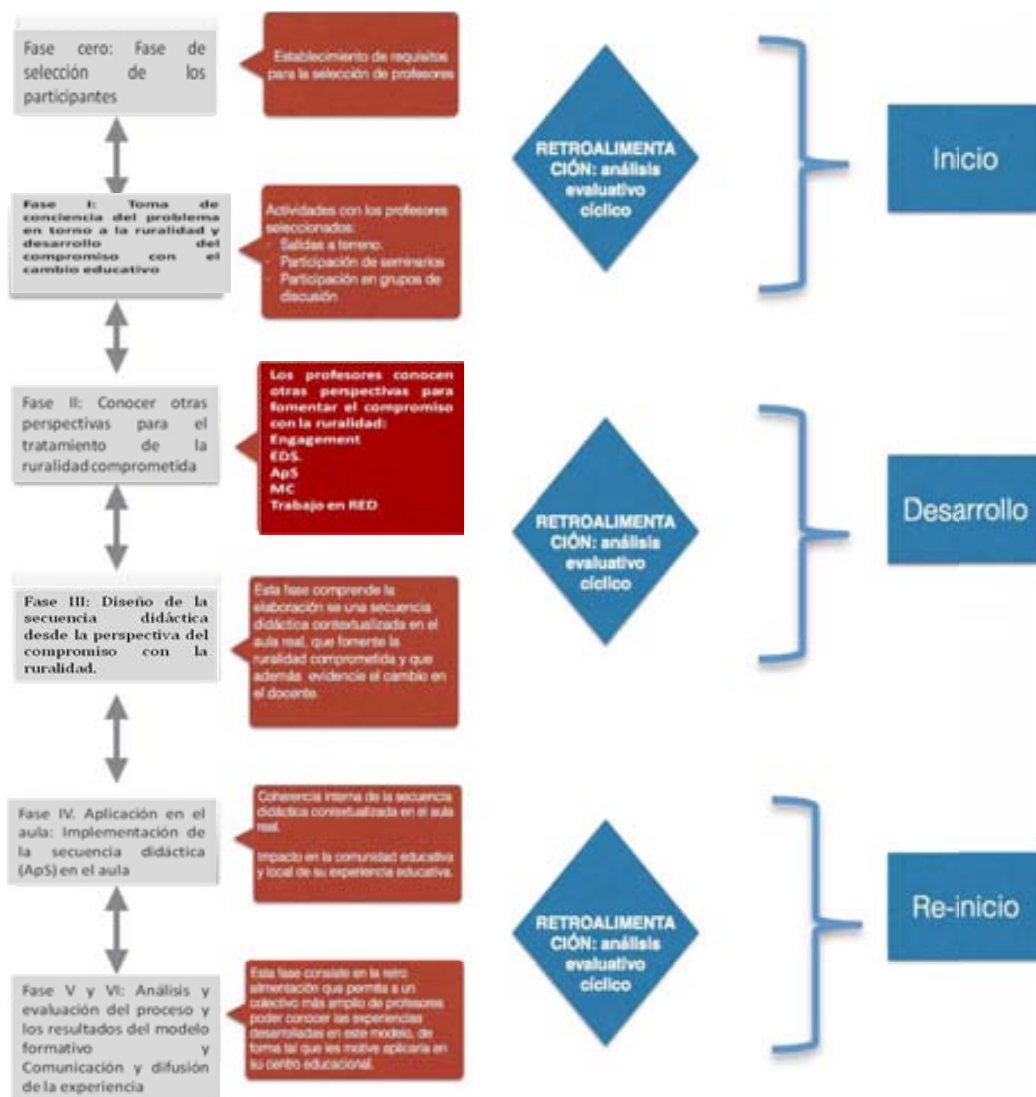 Fase cero: Fase de
selección de los
participantes
Establecimiento de requisitos
para la selección de profesores
RETROALIMENTA
CIÓN: análisis
evaluativo
cíclico
Inicio
Fase I: Toma de
conciencia del problema
en torno a la ruralidad y
desarrollo del
compromiso con el
cambio educativo
Actividades con los profesores
seleccionados:
- Salidas a terreno.
- Participación de seminarios
- Participación en grupos de
discusión
Fase II: Conocer otras
perspectivas para el
tratamiento de la
ruralidad comprometida
Los profesores conocen
otras perspectivas para
fomentar el compromiso
con la ruralidad:
Engagement
EDS.
ApS
MC
Trabajo en RED
RETROALIMENTA
CIÓN: análisis
evaluativo
cíclico
Desarrollo
Fase III: Diseño de la
secuencia didáctica
desde la perspectiva del
compromiso con la
ruralidad.
Esta fase comprende la
elaboración se una secuencia
didáctica contextualizada en el
aula real, que fomente la
ruralidad comprometida y que
además evidencie el cambio en
el docente.
Fase IV. Aplicación en el
aula: Implementación de
la secuencia didáctica
(ApS) en el aula
Coherencia interna de la secuencia
didáctica contextualizada en el aula
real.
Impacto en la comunidad educativa
y local de su experiencia educativa.
RETROALIMENTA
CIÓN: análisis
evaluativo
cíclico
Re-inicio
Fase V y VI: Análisis y
evaluación del proceso y
los resultados del modelo
formativo y
Comunicación y difusión
de la experiencia
Esta fase consiste en la retro
alimentación que permita a un
colectivo más amplio de profesores
poder conocer las experiencias
desarrolladas en este modelo, de
forma tal que les motive aplicarla en
su centro educacional.